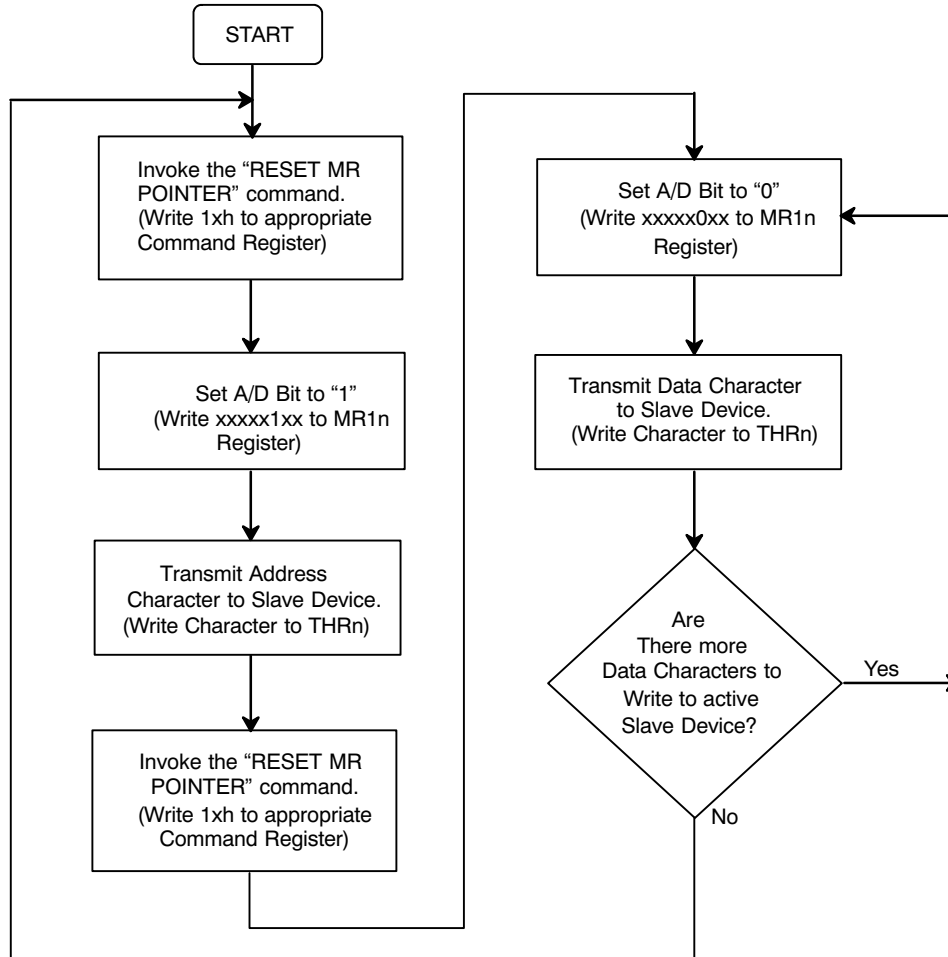 START
Invoke the “RESET MR
POINTER” command.
(Write 1xh to appropriate
Command Register)
Set A/D Bit to “1”
(Write xxxxx1xx to MR1n
Register)
Transmit Address
Character to Slave Device.
(Write Character to THRn)
Invoke the “RESET MR
POINTER” command.
(Write 1xh to appropriate
Command Register)
Set A/D Bit to “0”
(Write xxxxx0xx to MR1n
Register)
Transmit Data Character
to Slave Device.
(Write Character to THRn)
Are
There more
Data Characters to
Write to active
Slave Device?
Yes
No